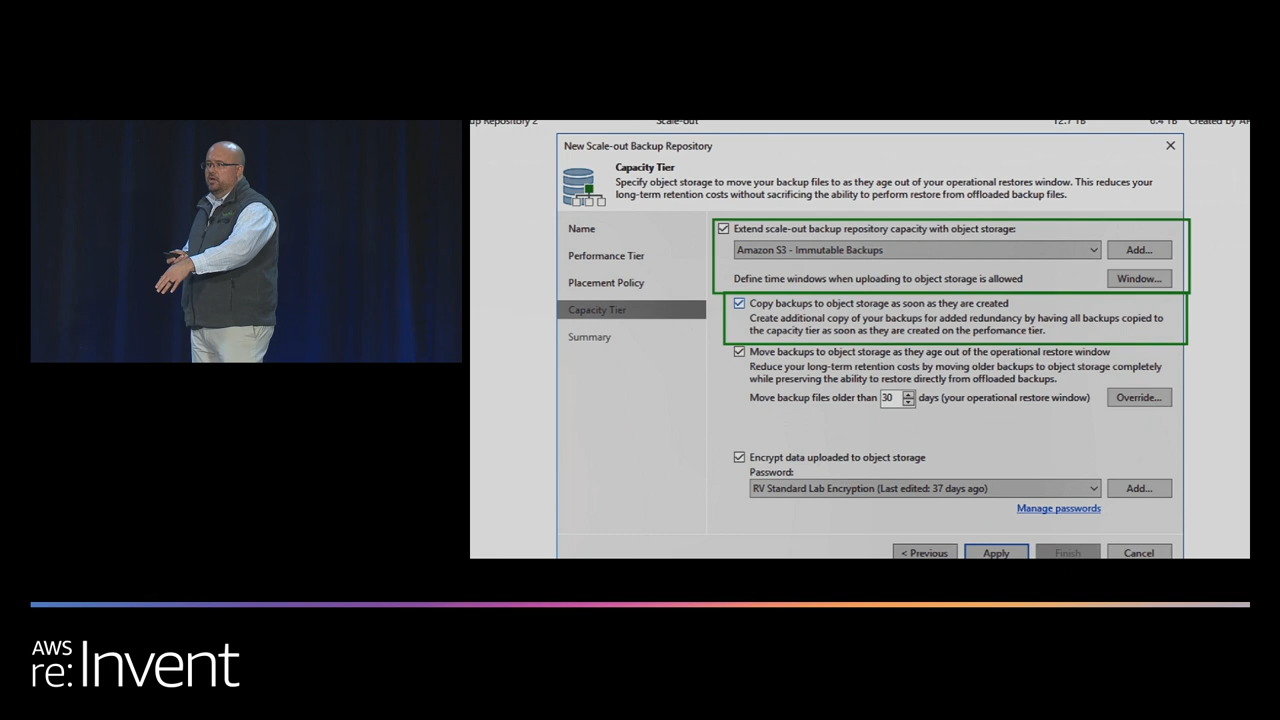 Scale-out
12.7 TB
6.4 TB
New Scale-out Backup Repository
Capacity Tier
Specify object storage to move your backup files to as they age out of your operational restores window. This reduces your
long-term retention costs without sacrificing the ability to perform restore from offloaded backup files.
Name
Performance Tier
Placement Policy
Capacity Tier
Summary
Extend scale-out backup repository capacity with object storage:
Amazon S3 - Immutable Backups
Add...
Define time windows when uploading to object storage is allowed
Window...
Copy backups to object storage as soon as they are created
Create additional copy of your backups for added redundancy by having all backups copied to
the capacity tier as soon as they are created on the perfomance tier.
Move backups to object storage as they age out of the operational restore window
Reduce your long-term retention costs by moving older backups to object storage completely
while preserving the ability to restore directly from offloaded backups.
Move backup files older than 30 days (your operational restore window)
Override...
Encrypt data uploaded to object storage
Password:
RV Standard Lab Encryption (Last edited: 37 days ago)
Add...
Manage passwords
< Previous
Apply
Finish
Cancel
AWS
re:Invent